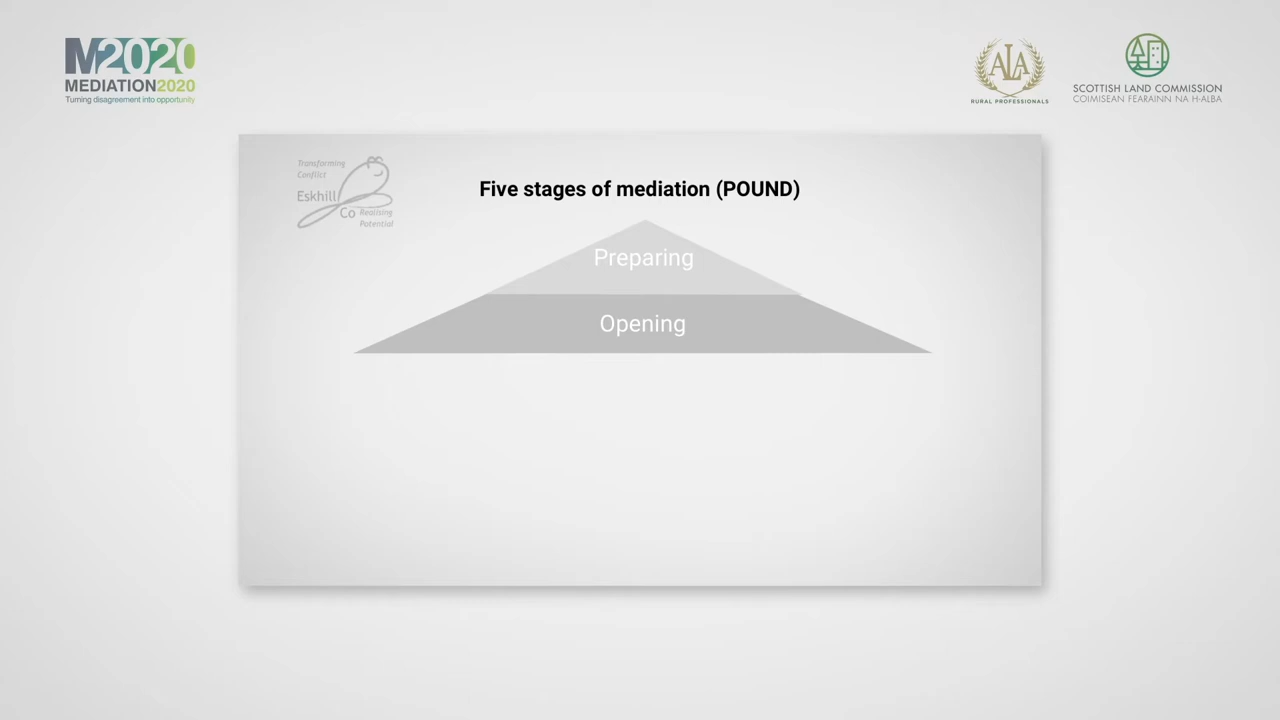 M2020
MEDIATION2020
Turning disagreement into opportunity
ALA
RURAL PROFESSIONALS
SCOTTISH LAND COMMISSION
COIMISEAN FEARAINN NA H-ALBA
Transforming
Conflict
Eskhill
Co
Realising
Potential
Five stages of mediation (POUND)
Preparing
Opening